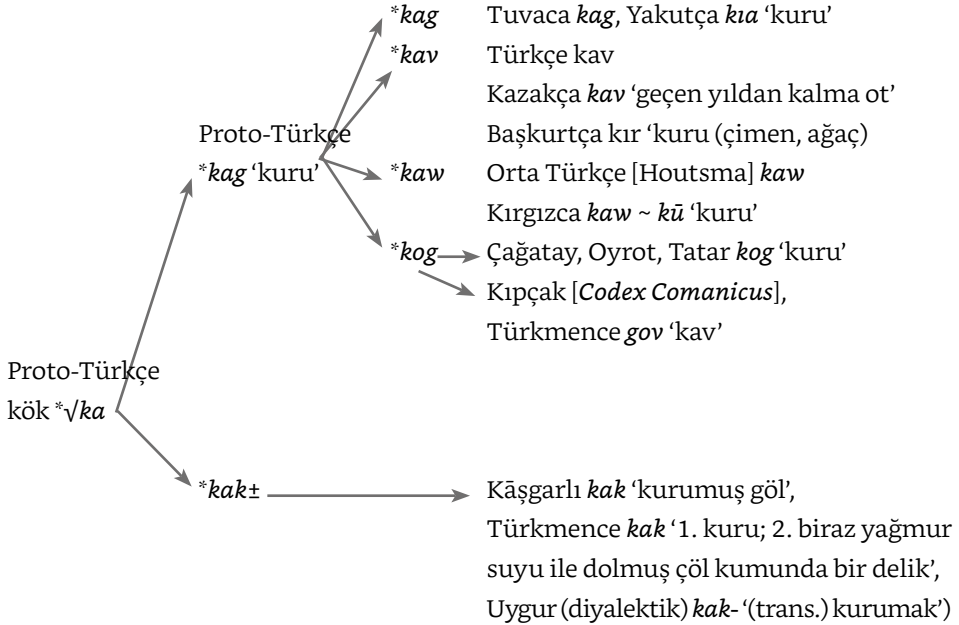 *kag Tuvaca kag, Yakutça kıa ‘kuru’
*kav Türkçe kav
Kazakça kav ‘geçen yıldan kalma ot’
Proto-Türkçe Başkurtça kır ‘kuru (çimen, ağaç)
*kag ‘kuru’ *kaw Orta Türkçe [Houtsma] kaw
Kırgızca kaw ~ kū ‘kuru’
*kog Çağatay, Oyrot, Tatar kog ‘kuru’
Kıpçak [Codex Comanicus],
Türkmence gov ‘kav’
Proto-Türkçe
kök *√ka
*kak± Kāşgarlı kak ‘kurumuş göl’,
Türkmence kak ‘1. kuru; 2. biraz yağmur
suyu ile dolmuş çöl kumunda bir delik’,
Uygur (diyalektik) kak- ‘(trans.) kurumak’)